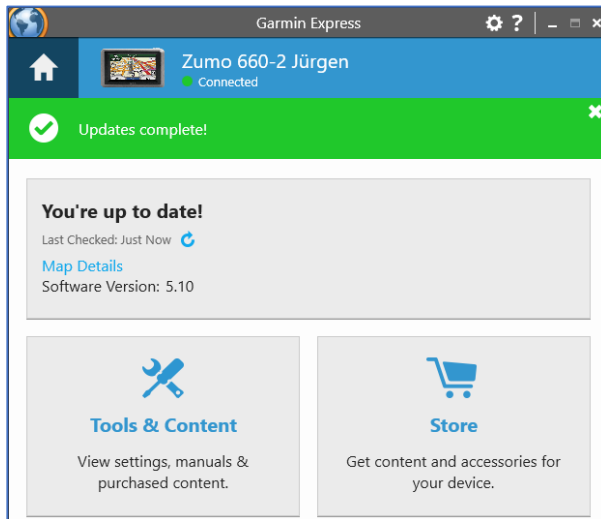 Garmin Express
?
Zumo 660-2 Jürgen
Connected
Updates complete!
You're up to date!
Last Checked: Just Now
Map Details
Software Version: 5.10
Tools & Content
View settings, manuals &
purchased content.
Store
Get content and accessories for
your device.